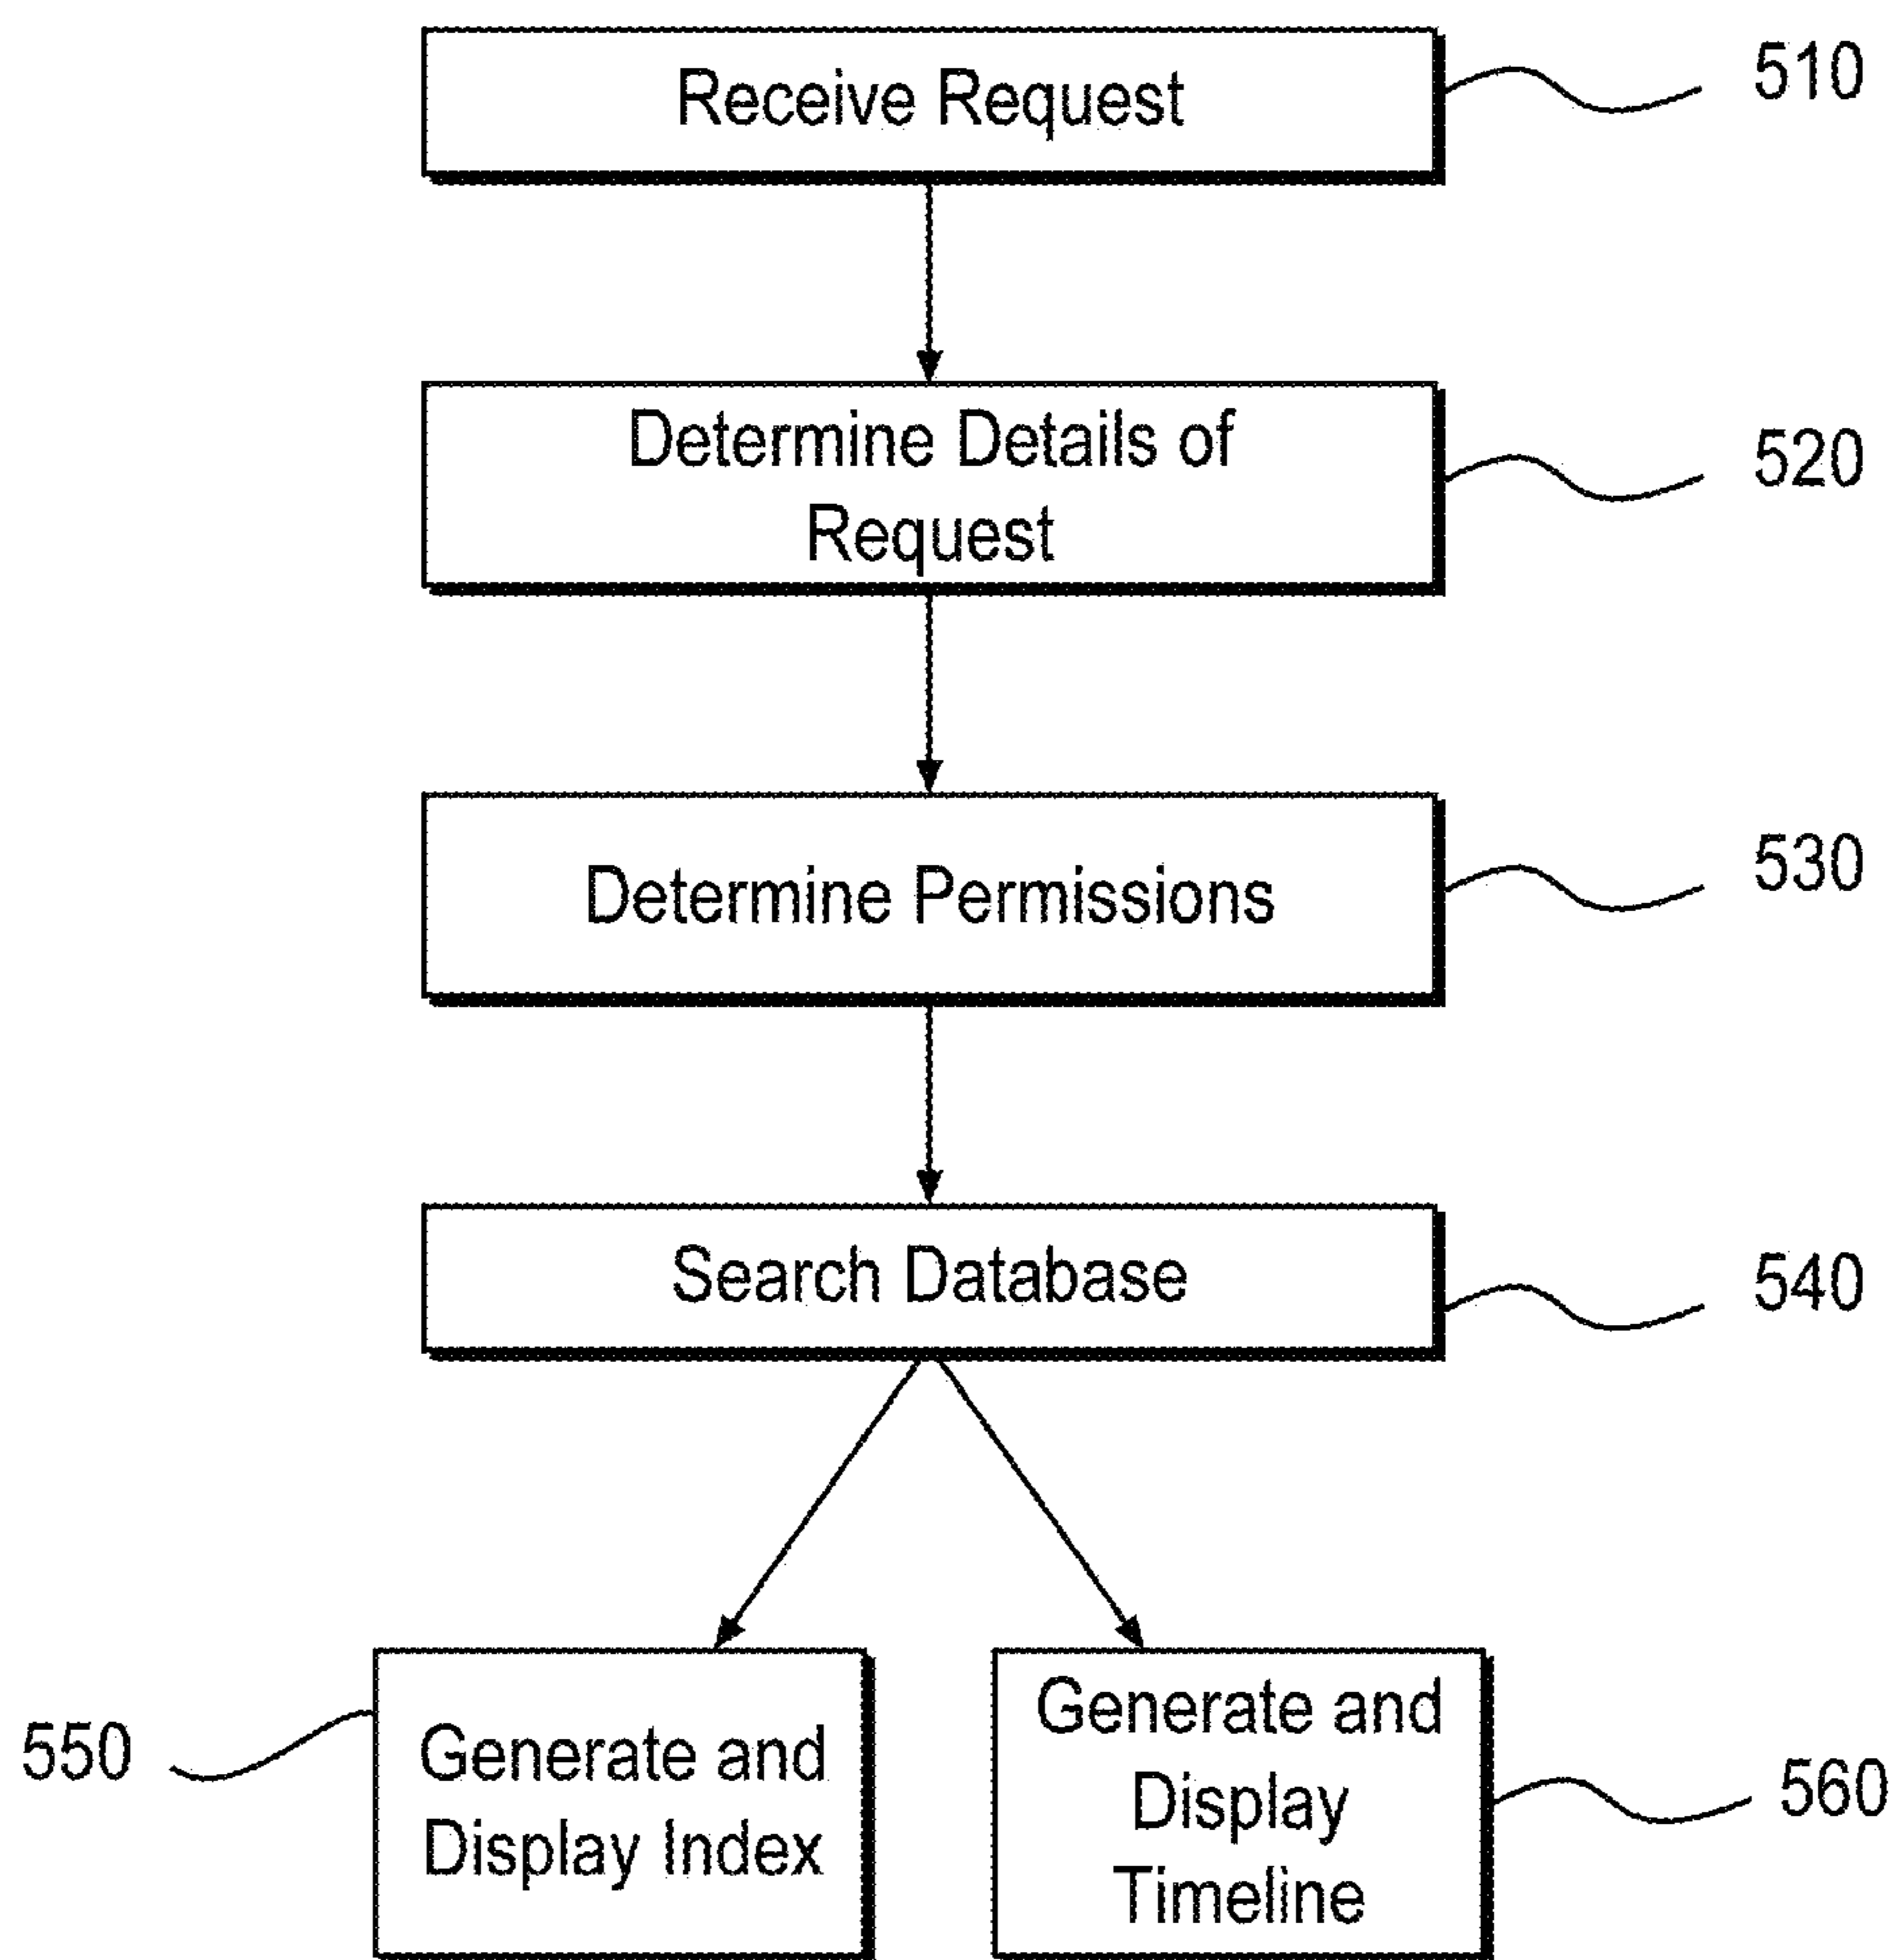 Receive Request
510
Determine Details of
Request
520
Determine Permissions
530
Search Database
540
550
Generate and
Display Index
Generate and
Display
Timeline
560